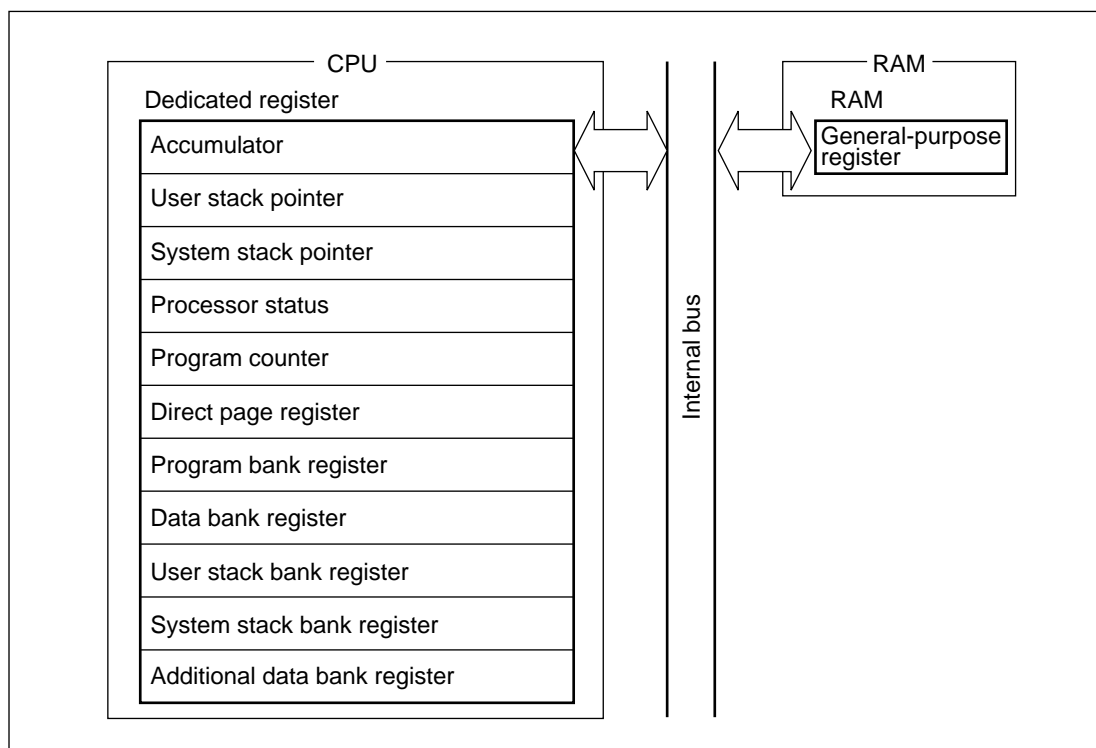 CPU
Dedicated register
Accumulator
User stack pointer
System stack pointer
Processor status
Program counter
Direct page register
Program bank register
Data bank register
User stack bank register
System stack bank register
Additional data bank register
Internal bus
RAM
RAM
General-purpose
register